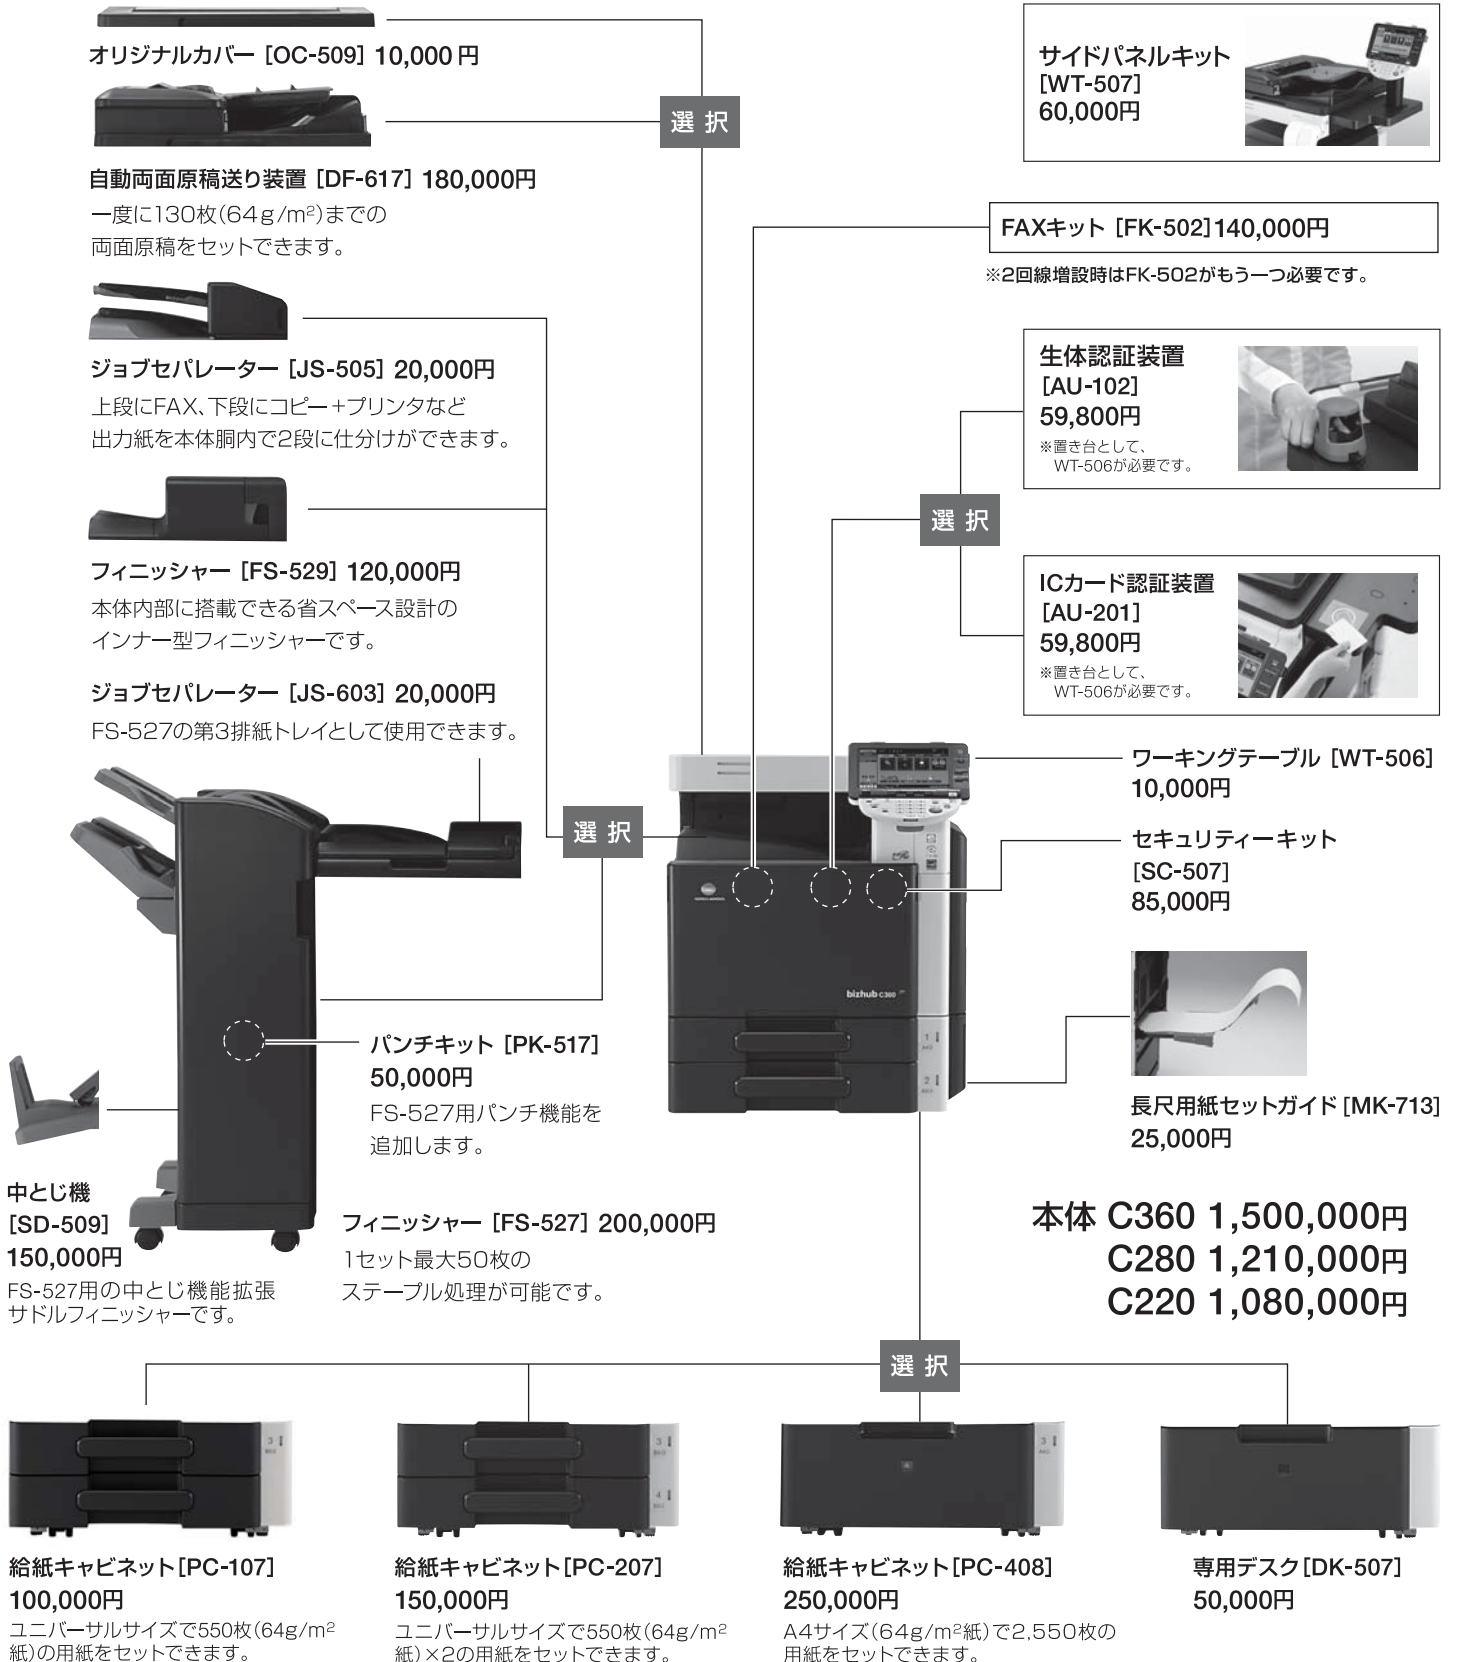 オリジナルカバー [OC-509] 10,000円
選択
自動両面原稿送り装置 [DF-617] 180,000円
一度に130枚(64g/m²)までの
両面原稿をセットできます。
ジョブセパレーター [JS-505] 20,000円
上段にFAX、下段にコピー+プリンタなど
出力紙を本体胴内で2段に仕分けができます。
フィニッシャー [FS-529] 120,000円
本体内部に搭載できる省スペース設計の
インナー型フィニッシャーです。
ジョブセパレーター [JS-603] 20,000円
FS-527の第3排紙トレイとして使用できます。
選択
パンチキット [PK-517]
50,000円
FS-527用パンチ機能を
追加します。
中とじ機
[SD-509]
150,000円
FS-527用の中とじ機能拡張
サドルフィニッシャーです。
フィニッシャー [FS-527] 200,000円
1セット最大50枚の
ステープル処理が可能です。
サイドパネルキット
[WT-507]
60,000円
FAXキット [FK-502]140,000円
※2回線増設時はFK-502がもう一つ必要です。
生体認証装置
[AU-102]
59,800円
※置き台として、
WT-506が必要です。
選択
ICカード認証装置
[AU-201]
59,800円
※置き台として、
WT-506が必要です。
ワーキングテーブル [WT-506]
10,000円
セキュリティーキット
[SC-507]
85,000円
bizhub C360
1
2
長尺用紙セットガイド [MK-713]
25,000円
本体 C360 1,500,000円
C280 1,210,000円
C220 1,080,000円
選択
3
3
4
3
給紙キャビネット[PC-107]
100,000円
ユニバーサルサイズで550枚(64g/m²
紙)の用紙をセットできます。
給紙キャビネット[PC-207]
150,000円
ユニバーサルサイズで550枚(64g/m²
紙)×2の用紙をセットできます。
給紙キャビネット[PC-408]
250,000円
A4サイズ(64g/m²紙)で2,550枚の
用紙をセットできます。
専用デスク[DK-507]
50,000円